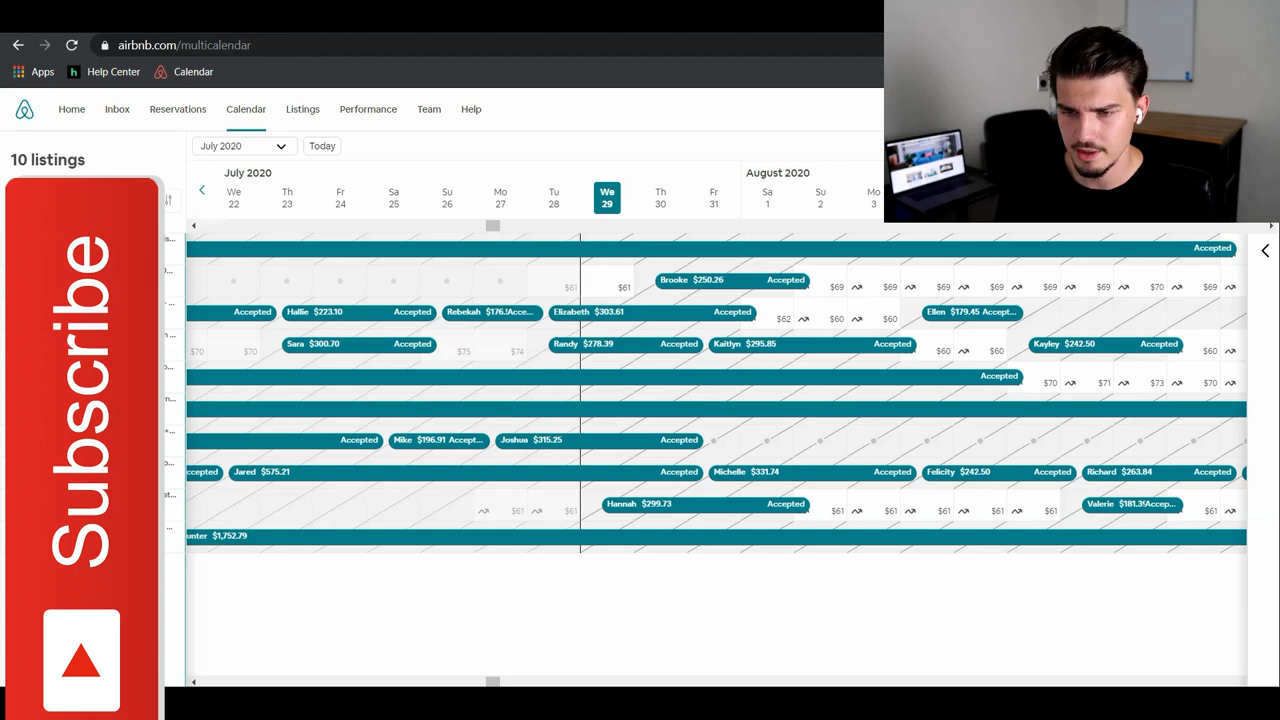 airbnb.com/multicalendar
Apps Help Center Calendar
Home Inbox Reservations Calendar Listings Performance Team Help
July 2020 Today
10 listings
July 2020 August 2020
We Th Fr Sa Su Mo Tu We Th Fr Sa Su Mo
22 23 24 25 26 27 28 29 30 31 1 2 3
Accepted
$61 $61 Brooke $250.26 Accepted $69 $69 $69 $69 $69 $69 $70 $69
Accepted Hallie $223.10 Accepted Rebekah $176. Acce... Elizabeth $303.61 Accepted $62 $60 $60 Ellen $179.45 Accept...
$70 $70 Sara $300.70 Accepted $75 $74 Randy $278.39 Accepted Kaitlyn $295.85 Accepted $60 $60 Kayley $242.50 Accepted $60
Accepted $70 $71 $73 $70
Accepted Mike $196.91 Accept... Joshua $315.25 Accepted
ccepted Jared $575.21 Accepted Michelle $331.74 Accepted Felicity $242.50 Accepted Richard $263.84 Accepted
$61 $61 Hannah $299.73 Accepted $61 $61 $61 $61 $61 Valerie $181.3 Accep... $61
unter $1,752.79
Subscribe